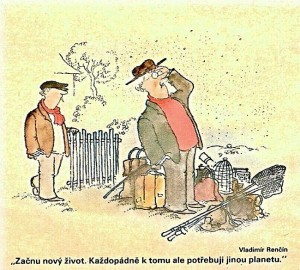 Vladimír Renčín
„Začnu nový život. Každopádně k tomu ale potřebuji jinou planetu.“